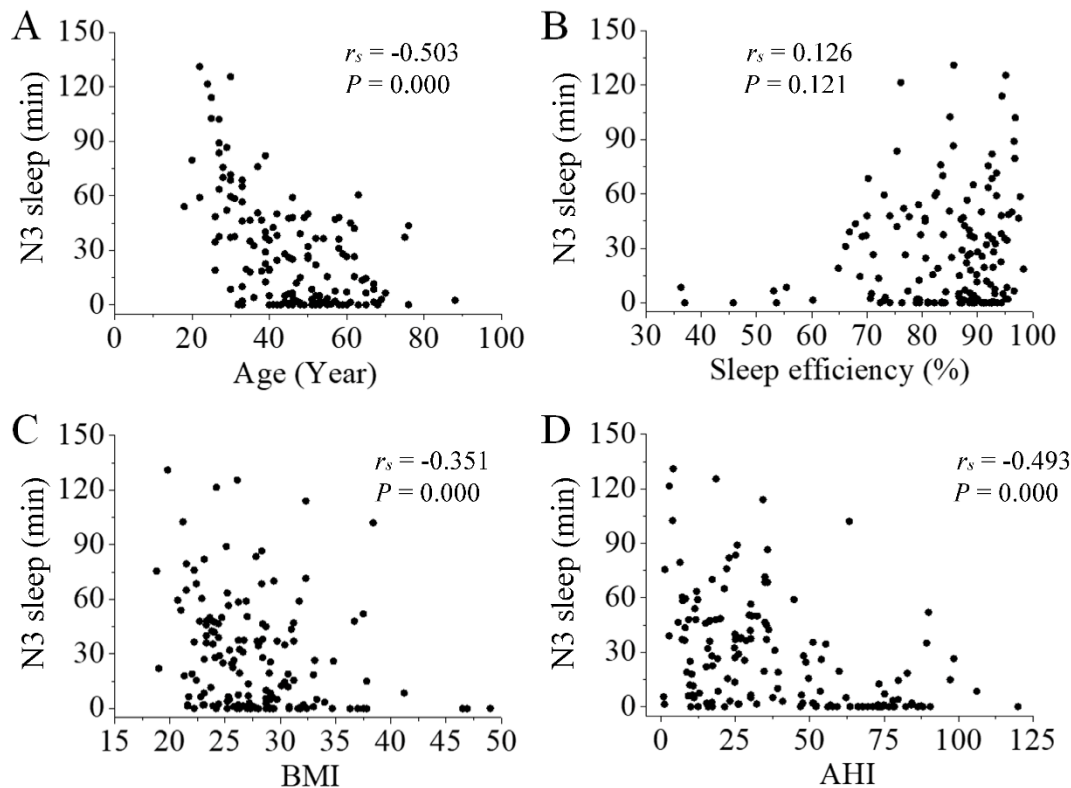 A
150
120
90
60
30
0
N3 sleep (min)
rs = -0.503
P = 0.000
0 20 40 60 80 100
Age (Year)
B
150
120
90
60
30
0
N3 sleep (min)
rs = 0.126
P = 0.121
30 40 50 60 70 80 90 100
Sleep efficiency (%)
C
150
120
90
60
30
0
N3 sleep (min)
rs = -0.351
P = 0.000
15 20 25 30 35 40 45 50
BMI
D
150
120
90
60
30
0
N3 sleep (min)
rs = -0.493
P = 0.000
0 25 50 75 100 125
AHI